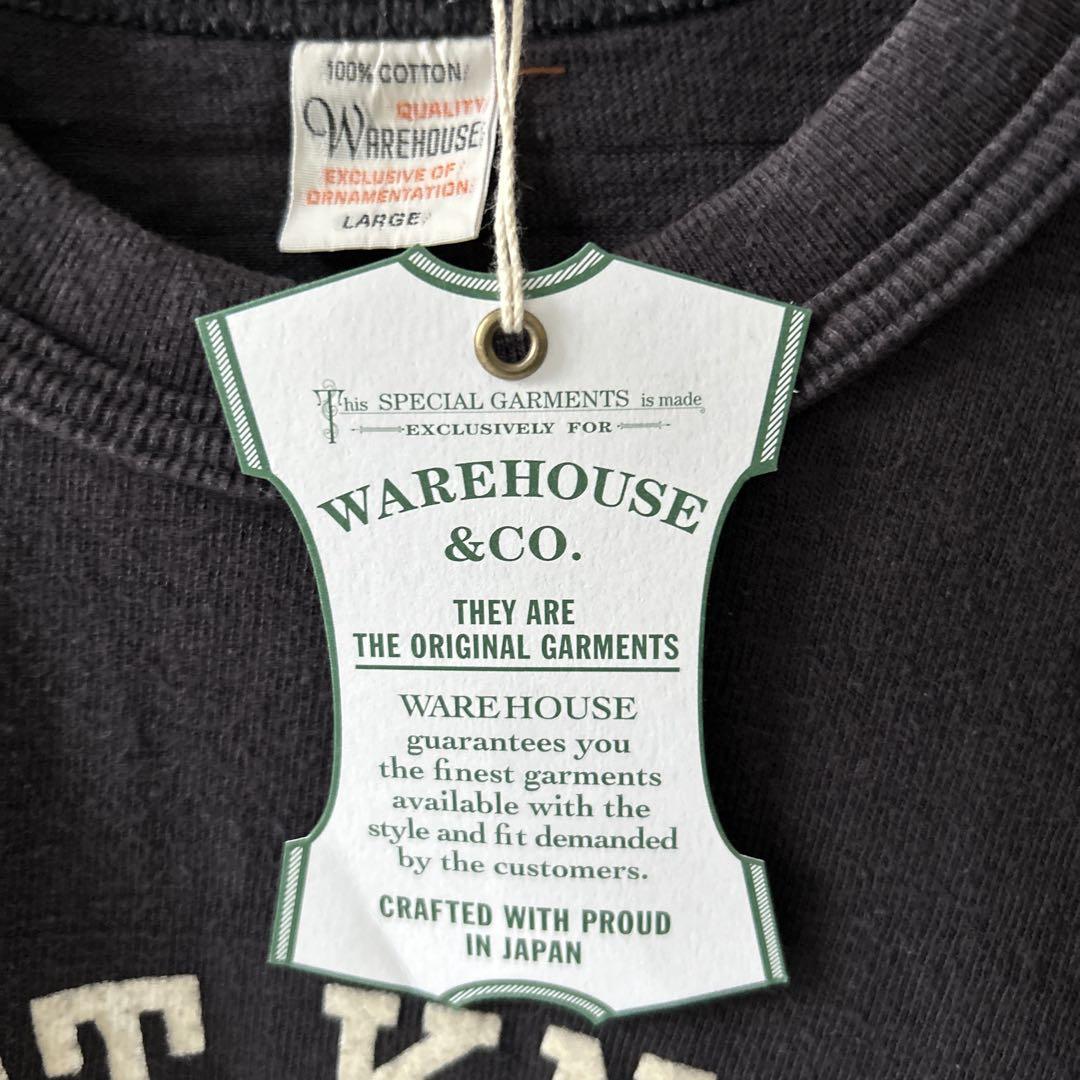 100% COTTON
QUALITY
WAREHOUSE
EXCLUSIVE OF
ORNAMENTATION
LARGE
This SPECIAL GARMENTS is made
EXCLUSIVELY FOR
WAREHOUSE
&CO.
THEY ARE
THE ORIGINAL GARMENTS
WAREHOUSE
guarantees you
the finest garments
available with the
style and fit demanded
by the customers.
CRAFTED WITH PROUD
IN JAPAN